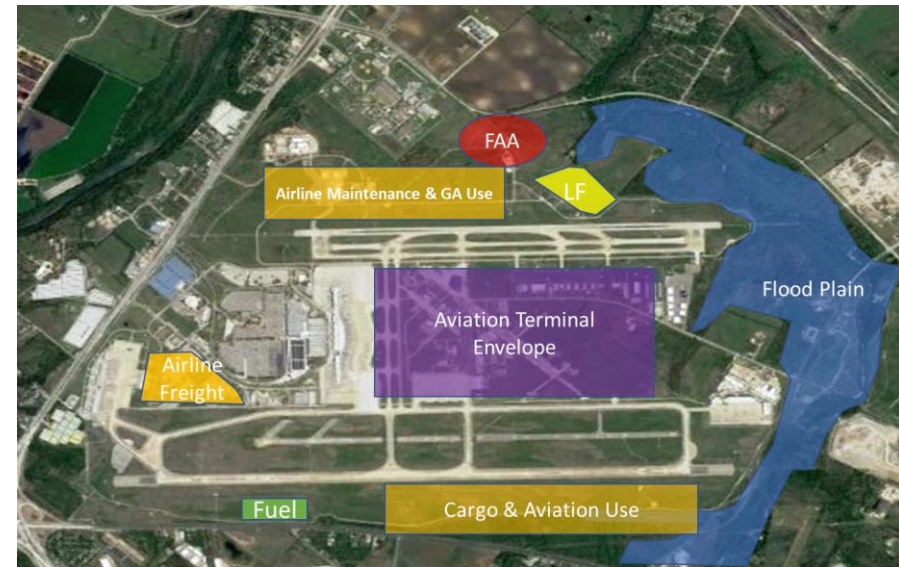 FAA
Airline Maintenance & GA Use
LF
Flood Plain
Aviation Terminal
Envelope
Airline
Freight
Fuel
Cargo & Aviation Use